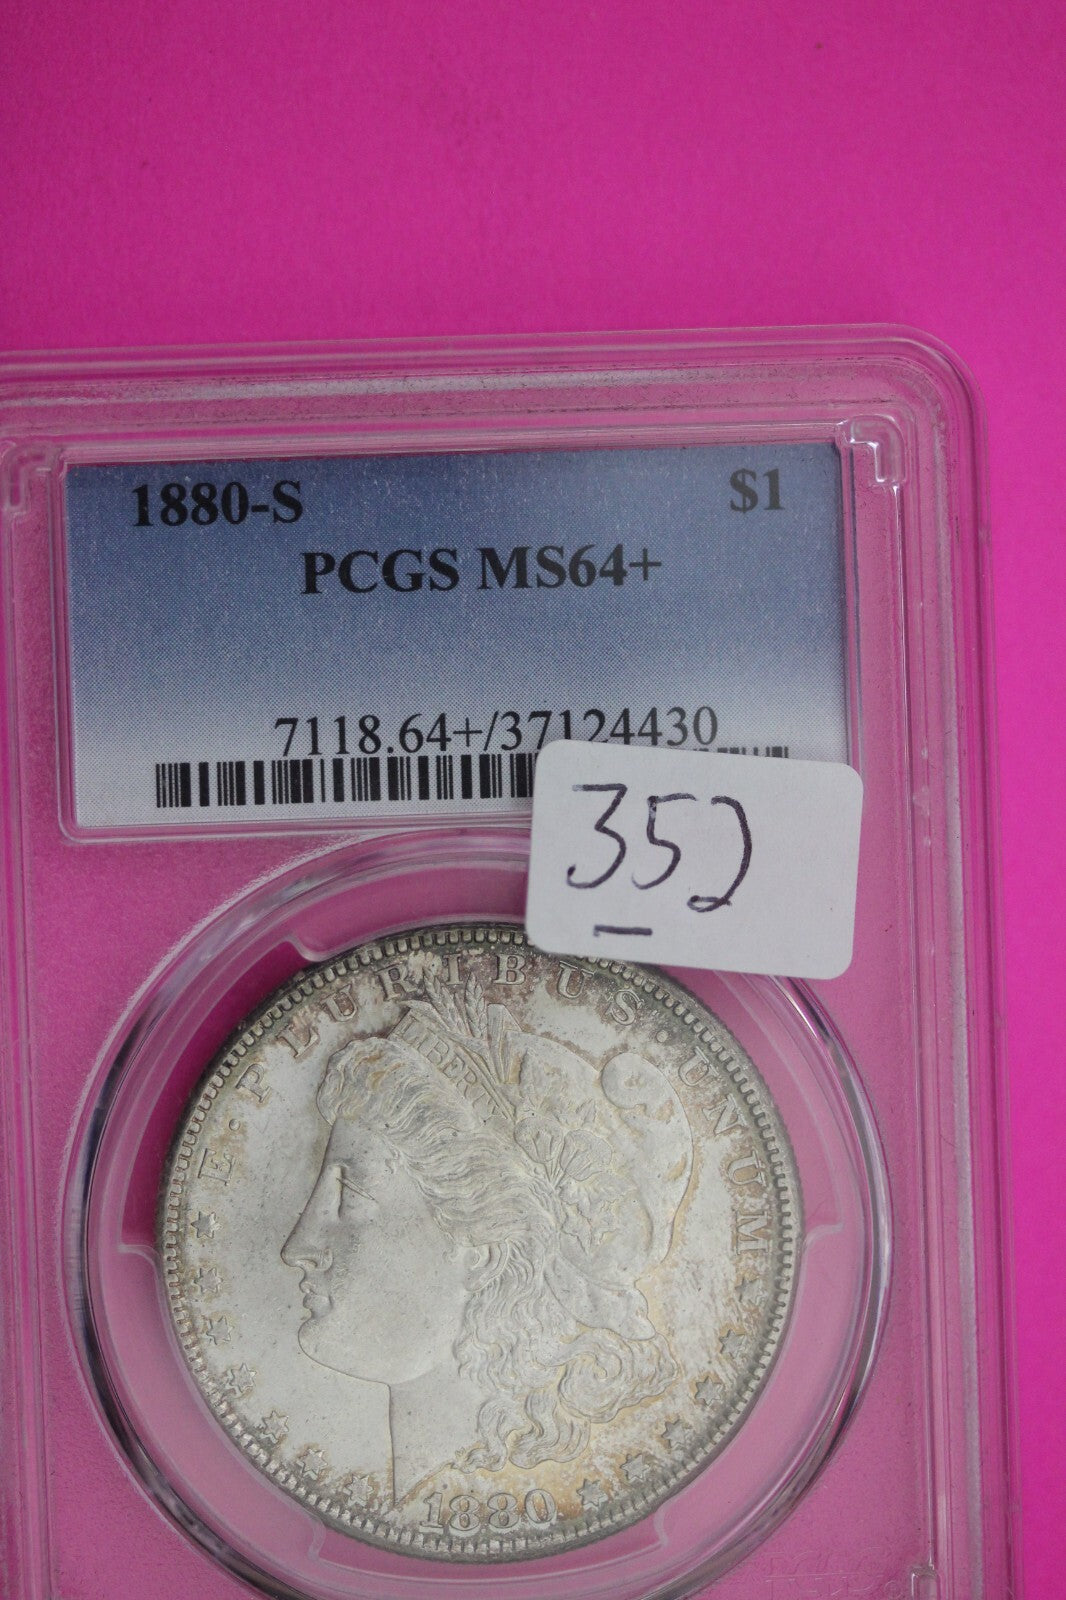 1880-S $1
PCGS MS64+
7118.64+/37124430
352
E · PLURIBUS · UNUM
LIBERTY
1880